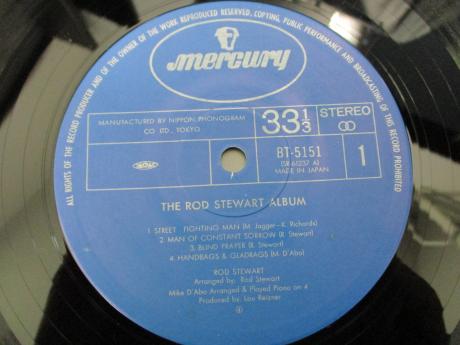 ALL RIGHTS OF THE RECORD PRODUCER AND OF THE OWNER OF THE WORK REPRODUCED RESERVED, COPYING, PUBLIC PERFORMANCE AND BROADCASTING OF THIS RECORD PROHIBITED
mercury
MANUFACTURED BY NIPPON PHONOGRAM
CO. LTD., TOKYO
33 1/3
STEREO
BT-5151
(SR 61237 A)
MADE IN JAPAN
1
THE ROD STEWART ALBUM
1 STREET FIGHTING MAN (M. Jagger-K. Richards)
2. MAN OF CONSTANT SORROW (R. Stewart)
3. BLIND PRAYER (R. Stewart)
4. HANDBAGS & GLADRAGS (M. D'Abo)
ROD STEWART
Arranged by: Rod Stewart
Mike D'Abo Arranged & Played Piano on 4
Produced by: Lou Reizner